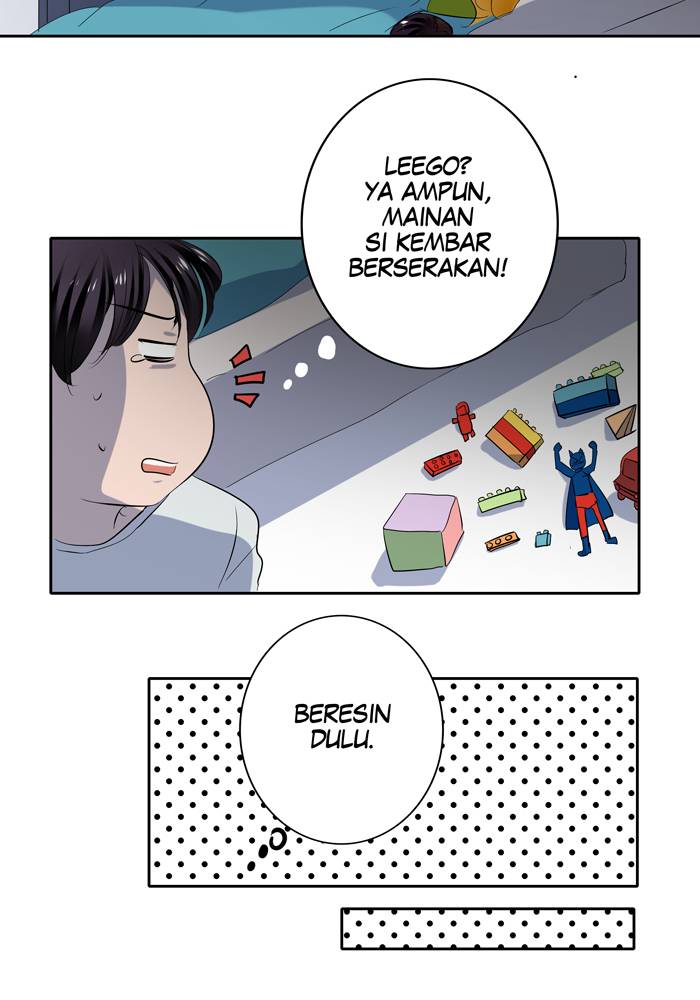 LEEGO?
YA AMPUN,
MAINAN
SI KEMBAR
BERSERAKAN!
BERESIN
DULU.